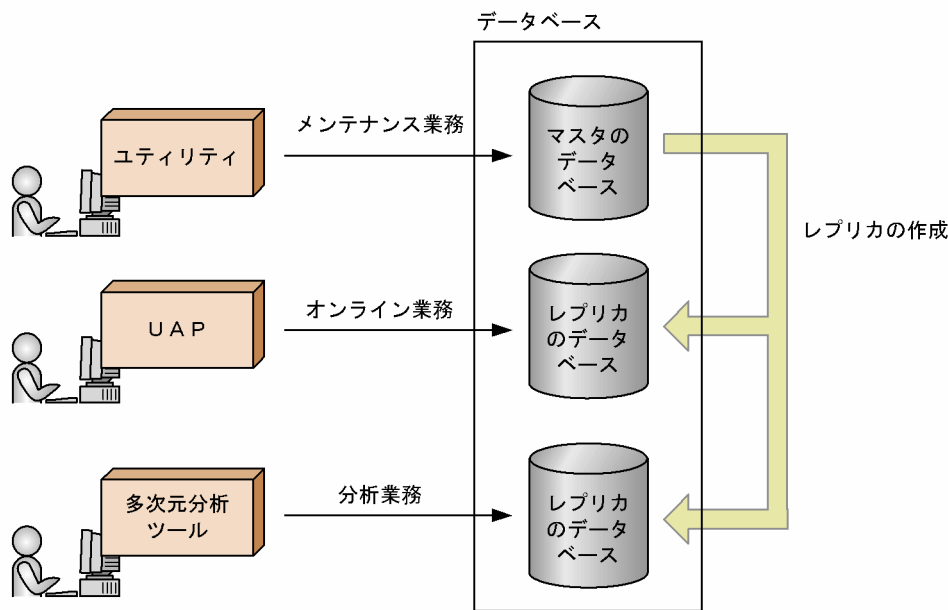 データベース
ユティリティ
メンテナンス業務
マスタの
データ
ベース
レプリカの作成
UAP
オンライン業務
レプリカ
のデータ
ベース
多次元分析
ツール
分析業務
レプリカ
のデータ
ベース